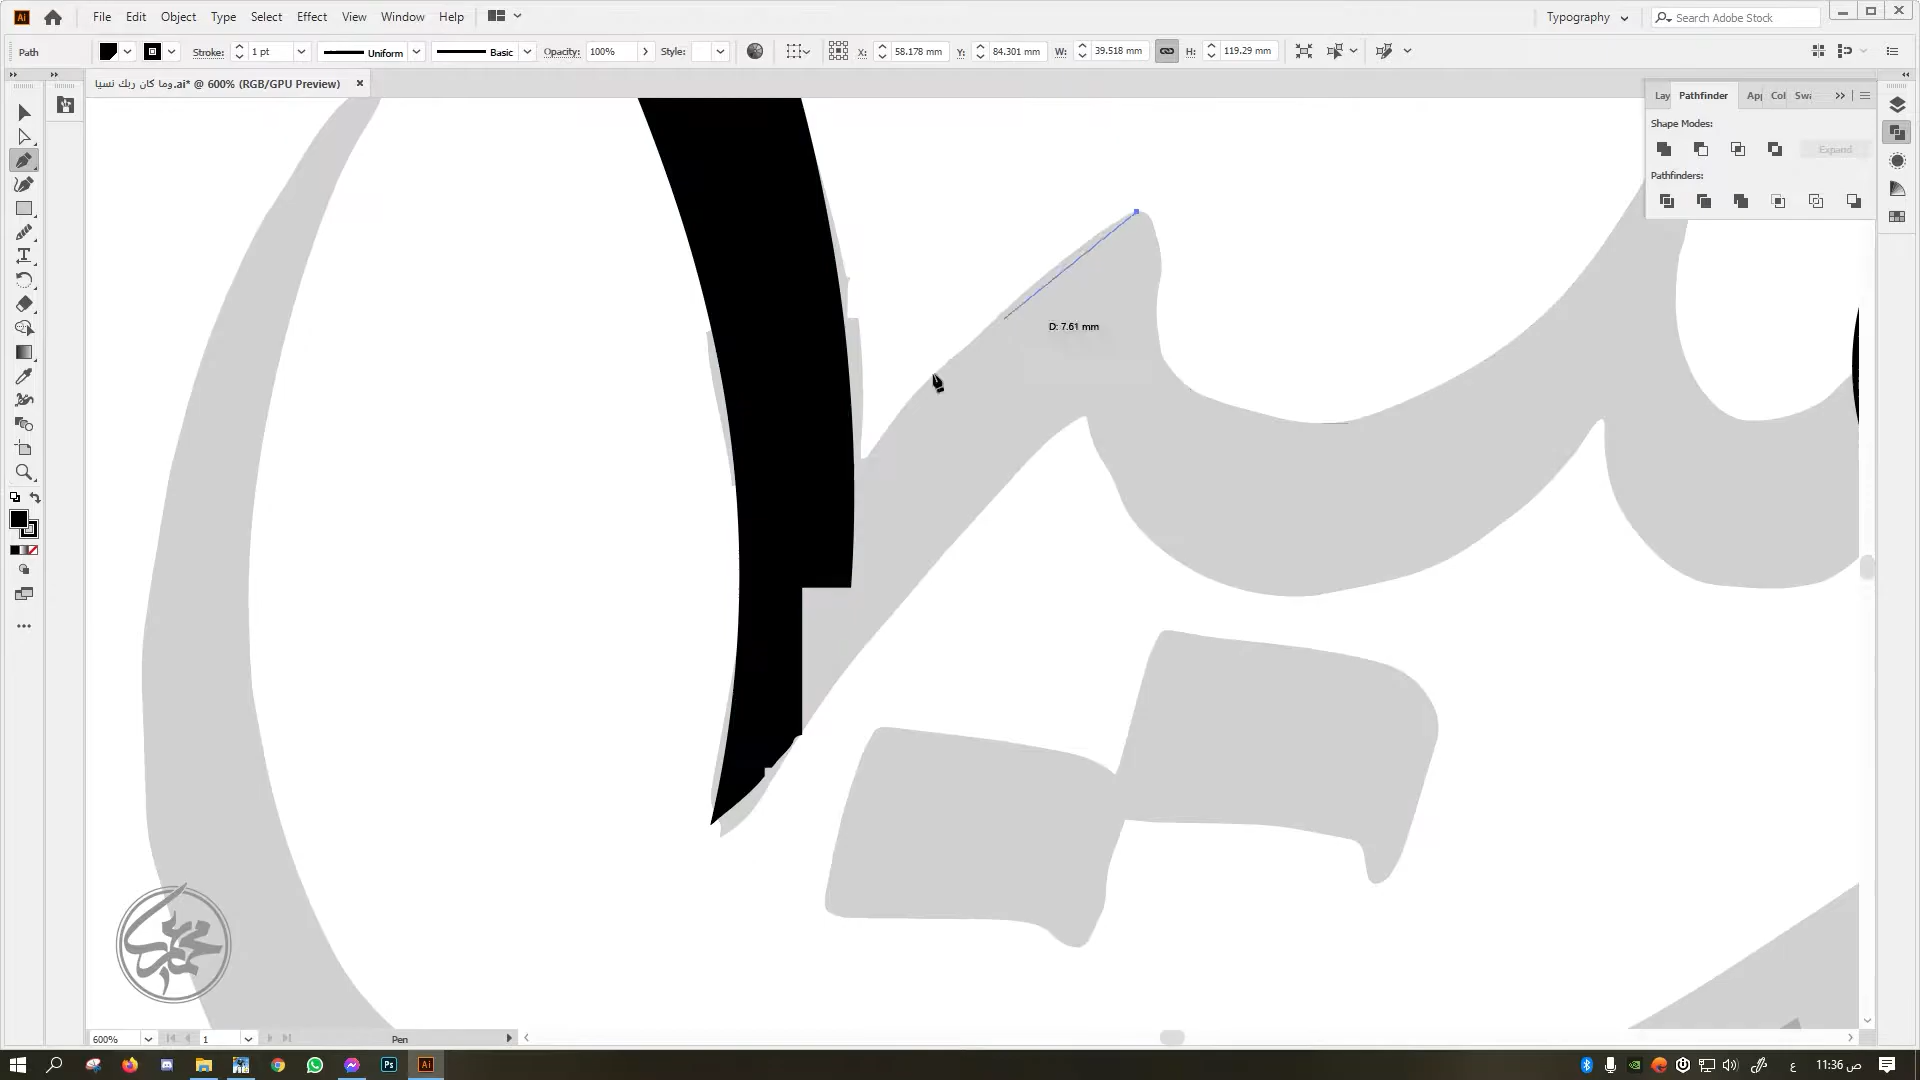 File Edit Object Type Select Effect View Window Help
Typography
Search Adobe Stock
Path
Stroke: 1 pt Uniform Basic Opacity: 100% Style: X: 58.178 mm Y: 84.301 mm W: 39.518 mm H: 119.29 mm
وما كان ربك نسيا.ai* @ 600% (RGB/GPU Preview)
Lay Pathfinder Ap Col Swa
Shape Modes:
Expand
Pathfinders:
D: 7.61 mm
600% 1 Pen
11:36 ص